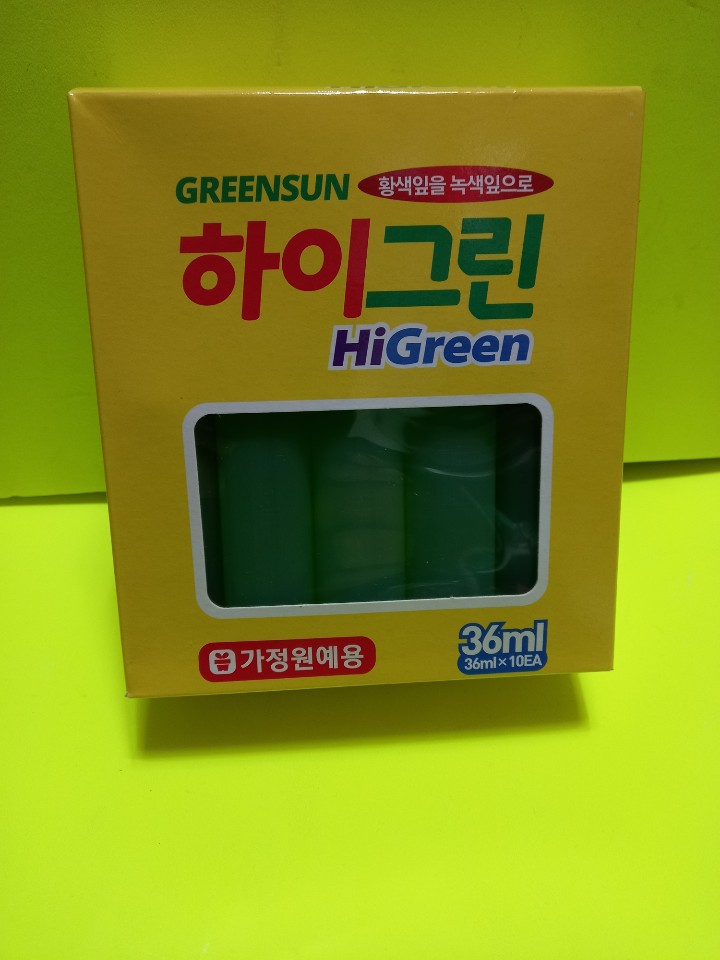 GREENSUN 황색잎을 녹색잎으로
하이그린
HiGreen
가정원예용
36ml
36ml×10EA